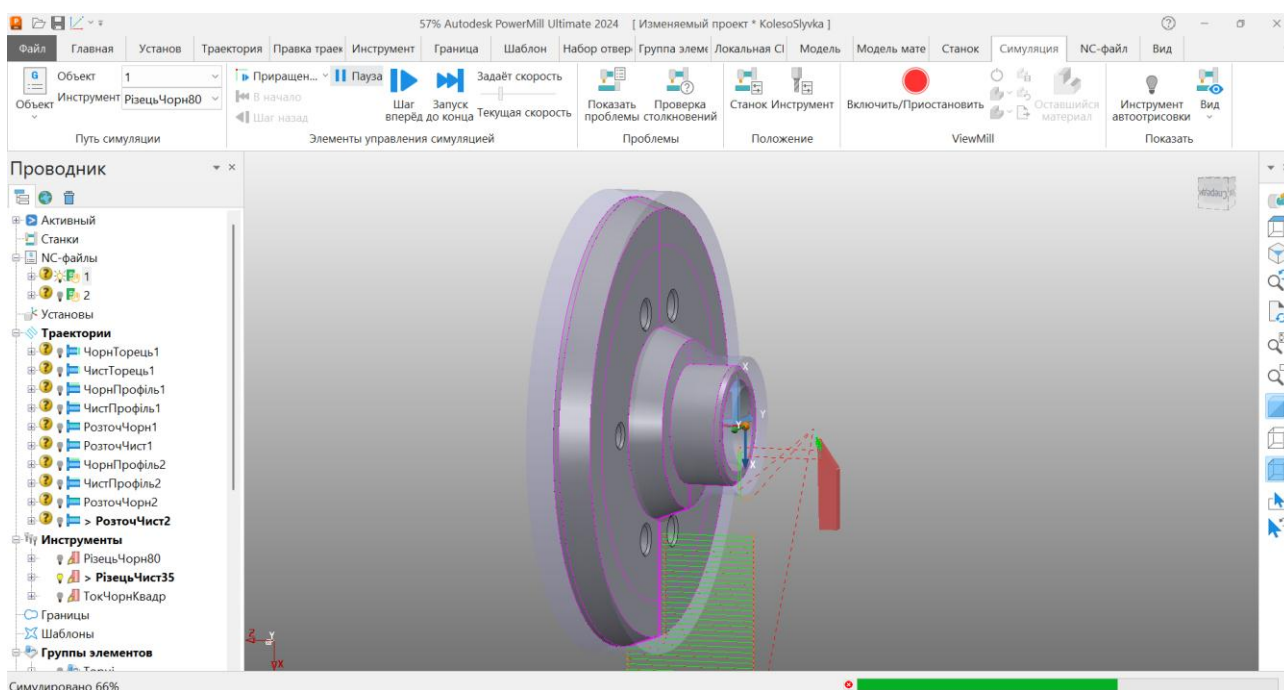 57% Autodesk PowerMill Ultimate 2024 [Изменяемый проект * KolesoSlyvka ]
Файл Главная Установ Траектория Правка траек Инструмент Граница Шаблон Набор отвер Группа элеме Локальная СІ Модель Модель мате Станок Симуляция NC-файл Вид
G Объект 1 Приращен... Пауза Задаёт скорость
Объект Инструмент РізецьЧорн80 В начало Шаг вперёд Запуск до конца Текущая скорость Показать проблемы Проверка столкновений Станок Инструмент Включить/Приостановить Оставшийся материал Инструмент автоотрисовки Вид
Шаг назад
Путь симуляции Элементы управления симуляцией Проблемы Положение ViewMill Показать
Проводник
Активный
Станки
NC-файлы
1
2
Установы
Траектории
ЧорнТорець1
ЧистТорець1
ЧорнПрофіль1
ЧистПрофіль1
РозточЧорн1
РозточЧист1
ЧорнПрофіль2
ЧистПрофіль2
РозточЧорн2
> РозточЧист2
Инструменты
РізецьЧорн80
> РізецьЧист35
ТокЧорнКвадр
Границы
Шаблоны
Группы элементов
X
Y
Y
X
Z
Y
X
Симулировано 66%